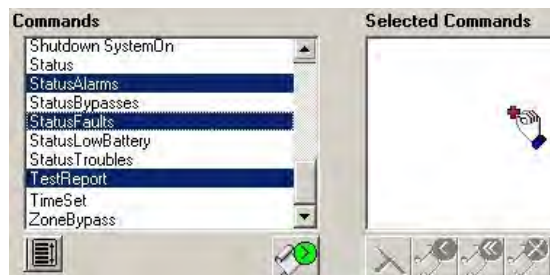 Commands
Selected Commands
Shutdown SystemOn
Status
StatusAlarms
StatusBypasses
StatusFaults
StatusLowBattery
StatusTroubles
TestReport
TimeSet
ZoneBypass